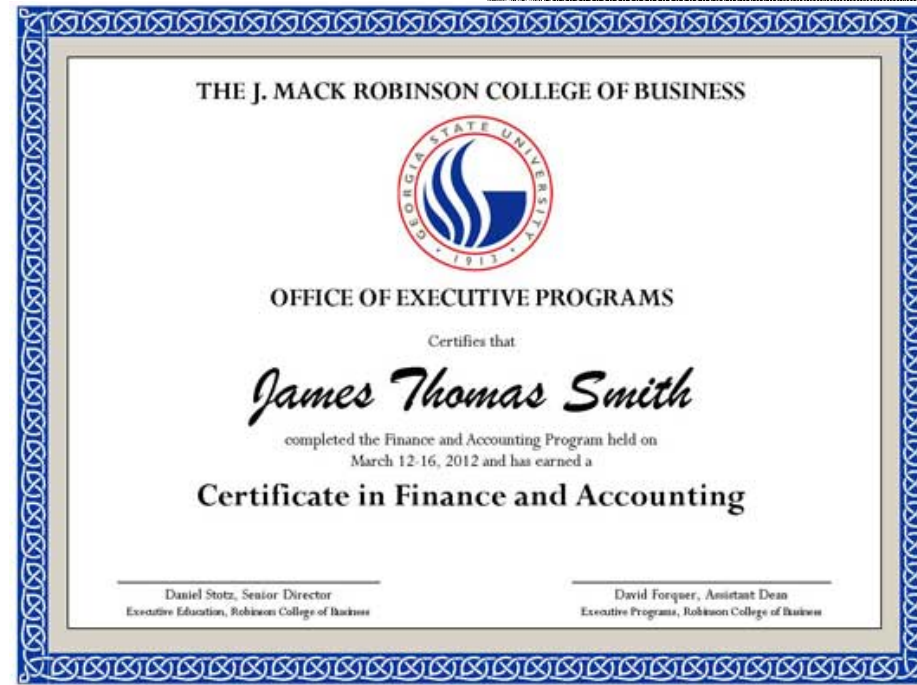 THE J. MACK ROBINSON COLLEGE OF BUSINESS
GEORGIA STATE UNIVERSITY
• 1913 •
OFFICE OF EXECUTIVE PROGRAMS
Certifies that
James Thomas Smith
completed the Finance and Accounting Program held on
March 12-16, 2012 and has earned a
Certificate in Finance and Accounting
Daniel Stotz, Senior Director
Executive Education, Robinson College of Business
David Forquer, Assistant Dean
Executive Programs, Robinson College of Business